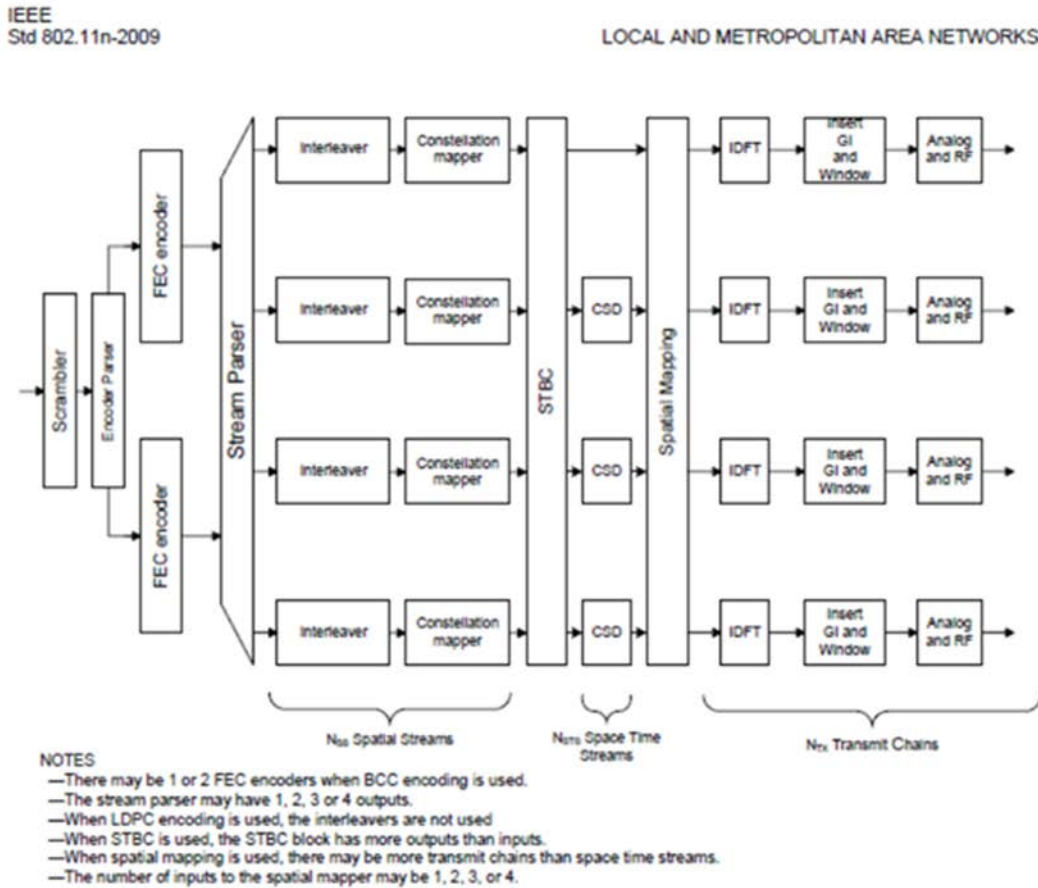 IEEE
Std 802.11n-2009
LOCAL AND METROPOLITAN AREA NETWORKS
Scrambler
Encoder Parser
FEC encoder
FEC encoder
Stream Parser
Interleaver
Constellation
mapper
STBC
Spatial Mapping
IDFT
Insert
GI
and
Window
Analog
and RF
Interleaver
Constellation
mapper
CSD
IDFT
Insert
GI and
Window
Analog
and RF
Interleaver
Constellation
mapper
CSD
IDFT
Insert
GI and
Window
Analog
and RF
Interleaver
Constellation
mapper
CSD
IDFT
Insert
GI and
Window
Analog
and RF
NSS Spatial Streams
NSTS Space Time
Streams
NTX Transmit Chains
NOTES
—There may be 1 or 2 FEC encoders when BCC encoding is used.
—The stream parser may have 1, 2, 3 or 4 outputs.
—When LDPC encoding is used, the interleavers are not used
—When STBC is used, the STBC block has more outputs than inputs.
—When spatial mapping is used, there may be more transmit chains than space time streams.
—The number of inputs to the spatial mapper may be 1, 2, 3, or 4.